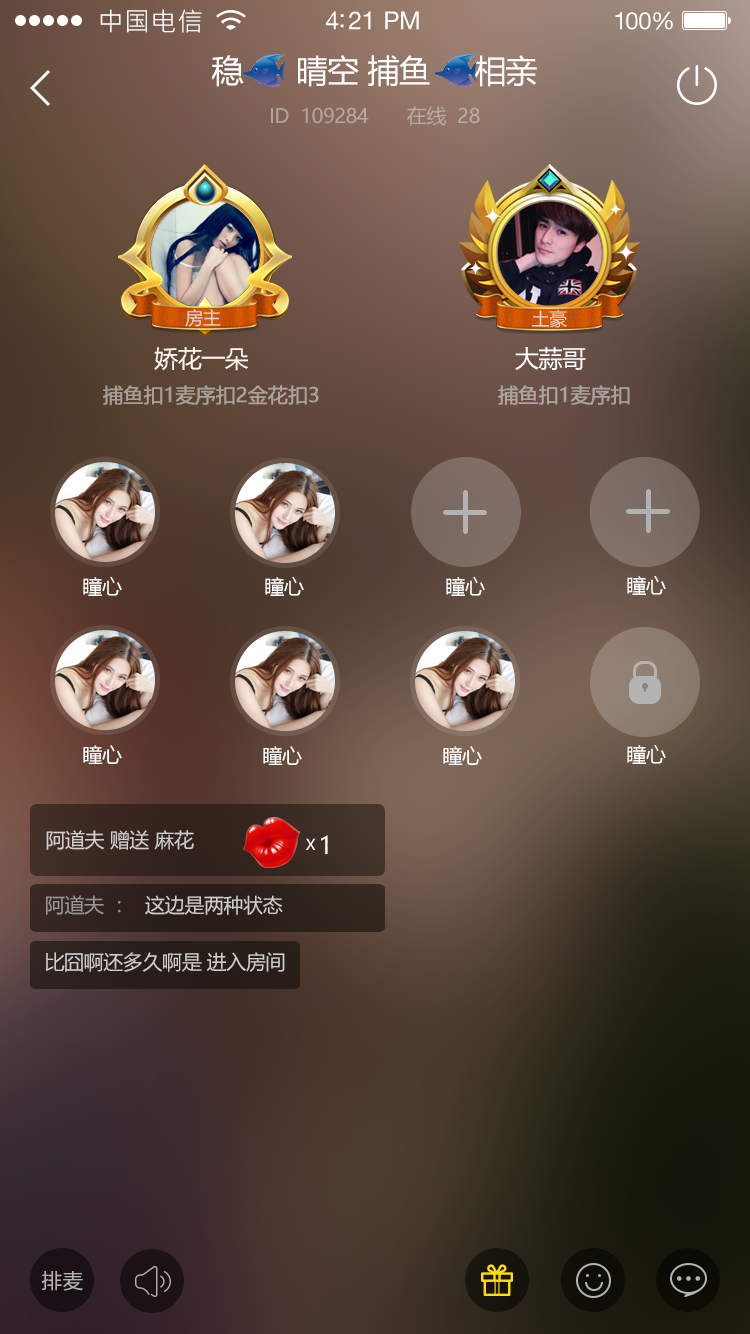 中国电信 4:21 PM 100%
稳 晴空 捕鱼 相亲
ID 109284 在线 28
房主 土豪
娇花一朵 大蒜哥
捕鱼扣1麦序扣2金花扣3 捕鱼扣1麦序扣
瞳心 瞳心 瞳心 瞳心
瞳心 瞳心 瞳心 瞳心
阿道夫 赠送 麻花 x 1
阿道夫 ： 这边是两种状态
比囧啊还多久啊是 进入房间
排麦